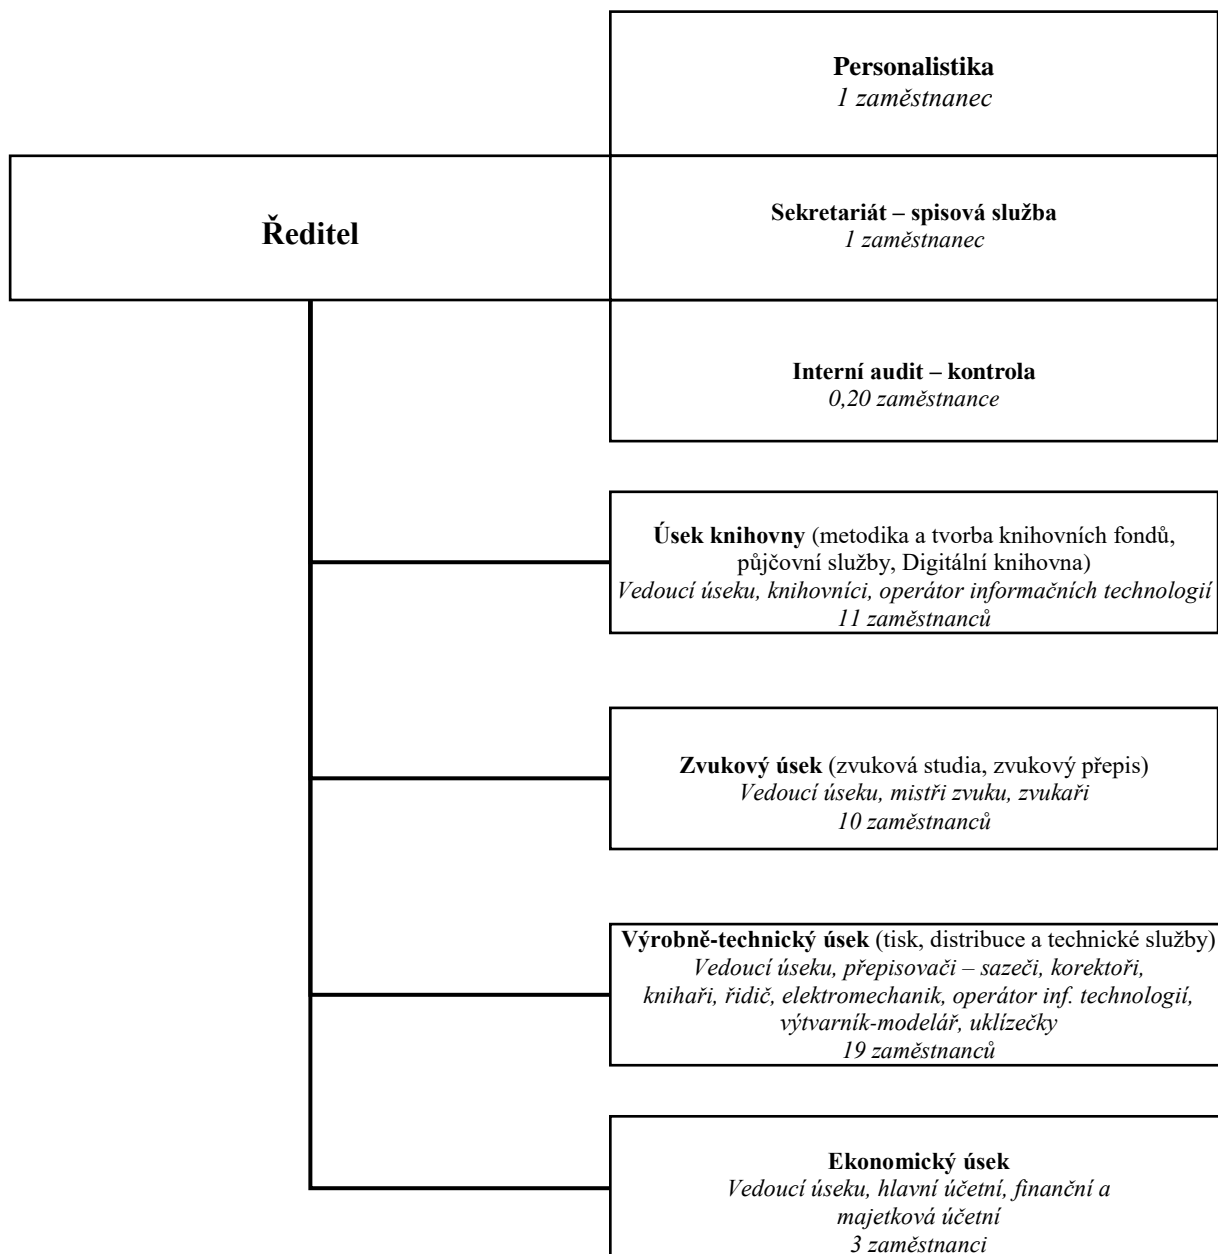 Personalistika
1 zaměstnanec
Ředitel
Sekretariát – spisová služba
1 zaměstnanec
Interní audit – kontrola
0,20 zaměstnance
Úsek knihovny (metodika a tvorba knihovních fondů,
půjčovní služby, Digitální knihovna)
Vedoucí úseku, knihovníci, operátor informačních technologií
11 zaměstnanců
Zvukový úsek (zvuková studia, zvukový přepis)
Vedoucí úseku, mistři zvuku, zvukaři
10 zaměstnanců
Výrobně-technický úsek (tisk, distribuce a technické služby)
Vedoucí úseku, přepisovači – sazeči, korektoři,
knihaři, řidič, elektromechanik, operátor inf. technologií,
výtvarník-modelář, uklízečky
19 zaměstnanců
Ekonomický úsek
Vedoucí úseku, hlavní účetní, finanční a
majetková účetní
3 zaměstnanci